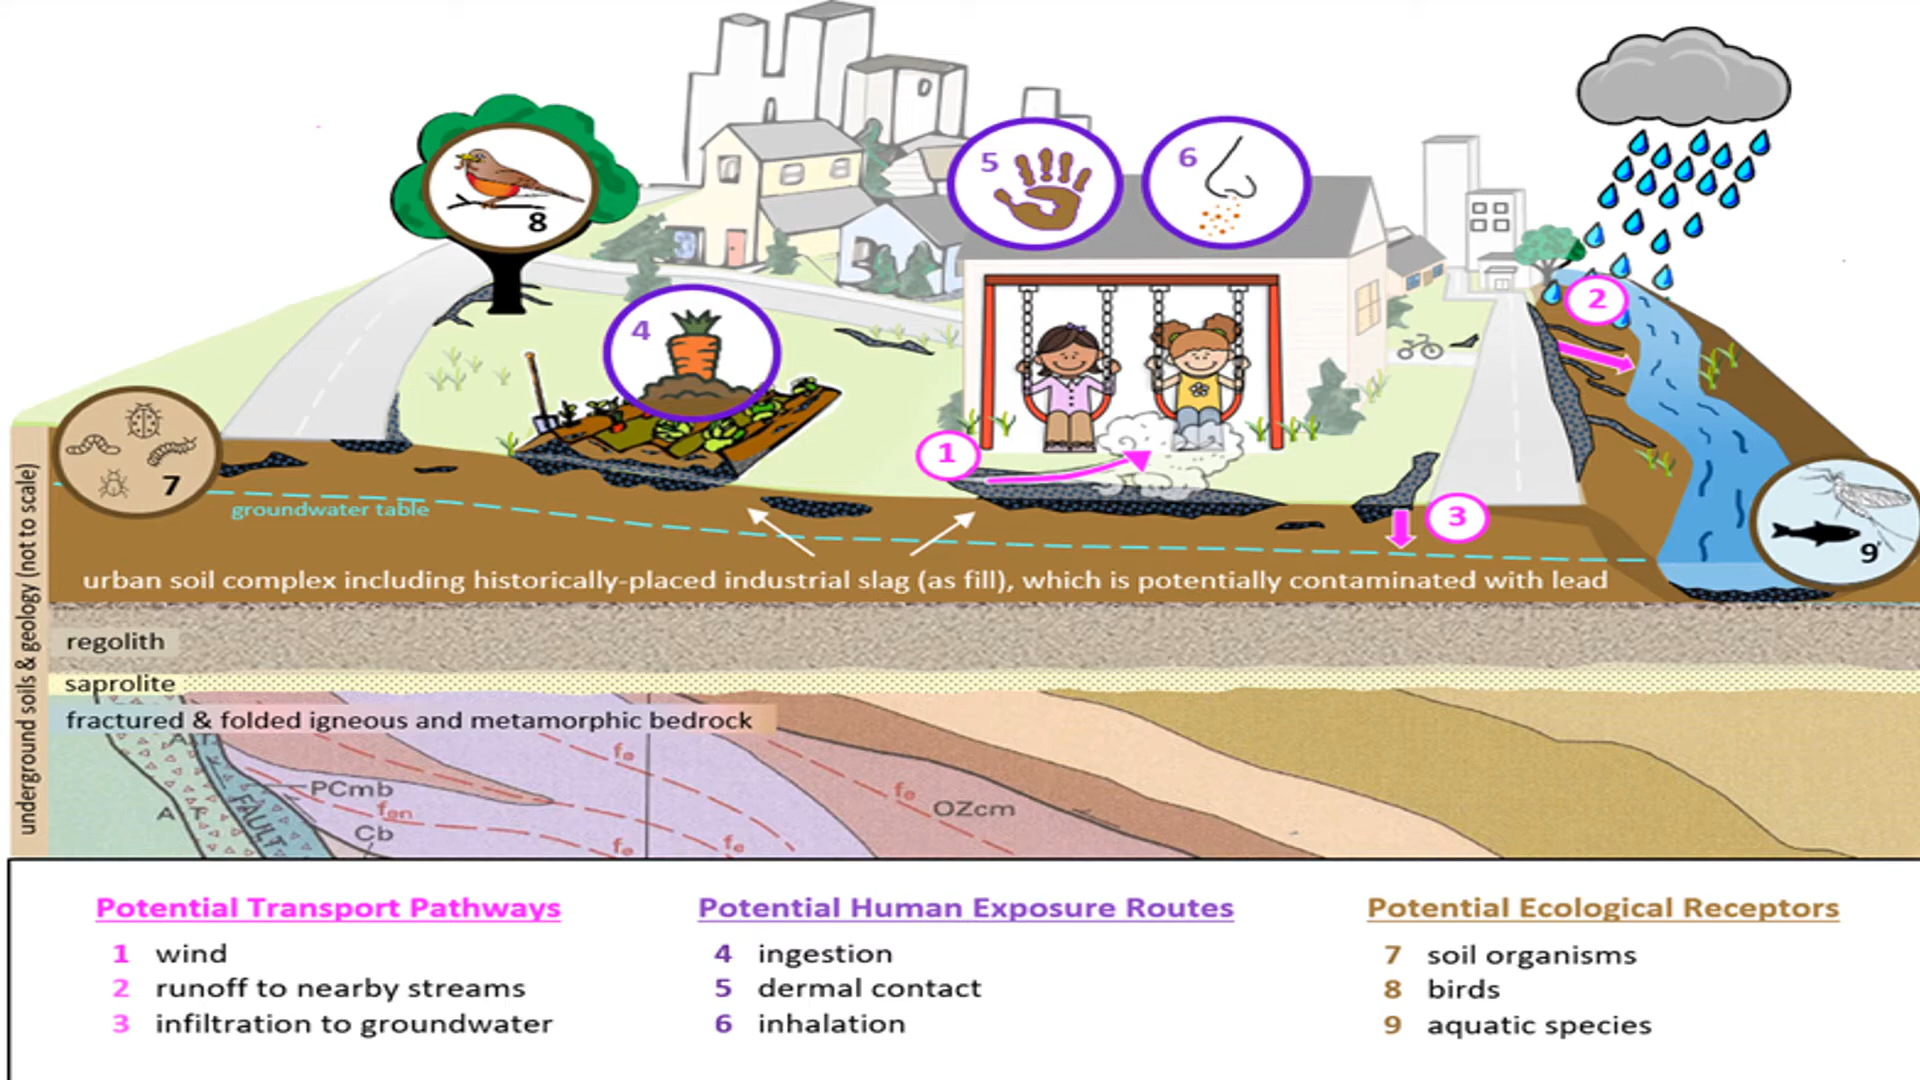 8
5
6
4
2
7
1
3
9
groundwater table
urban soil complex including historically-placed industrial slag (as fill), which is potentially contaminated with lead
underground soils & geology (not to scale)
regolith
saprolite
fractured & folded igneous and metamorphic bedrock
A
A T
FAULT
PCmb
fen
Cb
fe
fe
fe
fe
OZcm
Potential Transport Pathways
1 wind
2 runoff to nearby streams
3 infiltration to groundwater
Potential Human Exposure Routes
4 ingestion
5 dermal contact
6 inhalation
Potential Ecological Receptors
7 soil organisms
8 birds
9 aquatic species